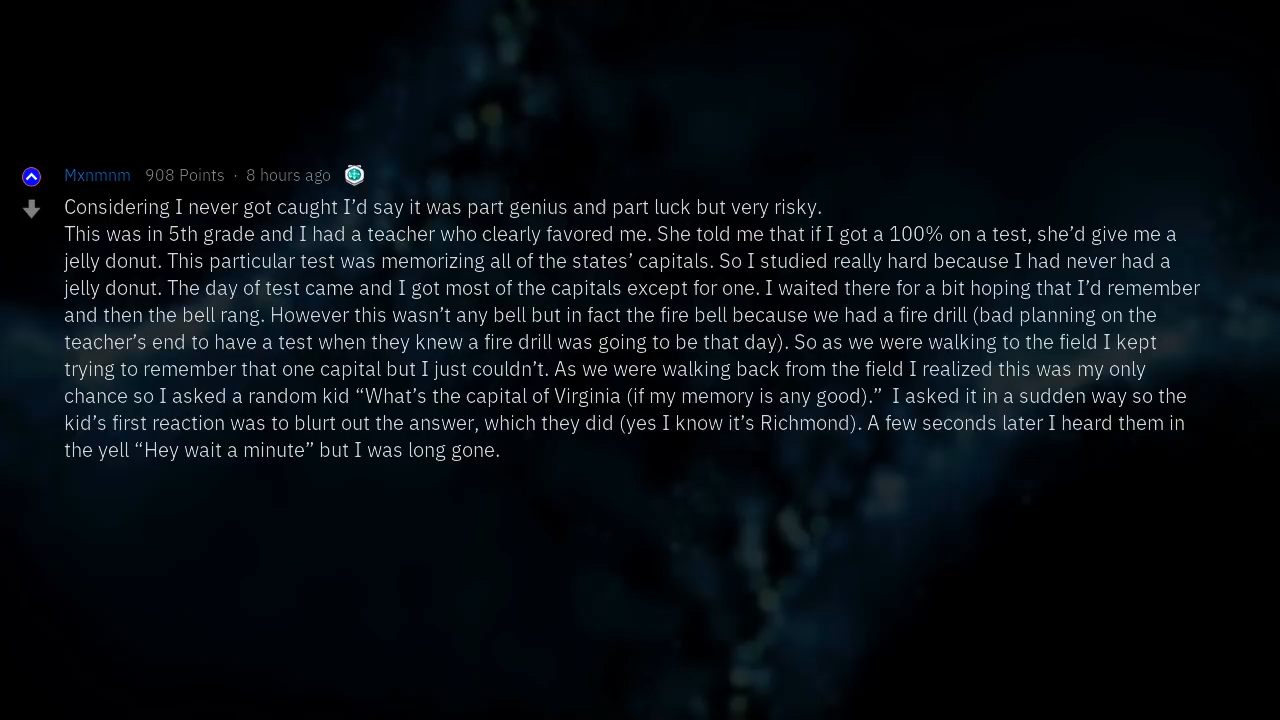 Mxnmnm 908 Points · 8 hours ago
Considering I never got caught I’d say it was part genius and part luck but very risky.
This was in 5th grade and I had a teacher who clearly favored me. She told me that if I got a 100% on a test, she’d give me a
jelly donut. This particular test was memorizing all of the states’ capitals. So I studied really hard because I had never had a
jelly donut. The day of test came and I got most of the capitals except for one. I waited there for a bit hoping that I’d remember
and then the bell rang. However this wasn’t any bell but in fact the fire bell because we had a fire drill (bad planning on the
teacher’s end to have a test when they knew a fire drill was going to be that day). So as we were walking to the field I kept
trying to remember that one capital but I just couldn’t. As we were walking back from the field I realized this was my only
chance so I asked a random kid “What’s the capital of Virginia (if my memory is any good).”  I asked it in a sudden way so the
kid’s first reaction was to blurt out the answer, which they did (yes I know it’s Richmond). A few seconds later I heard them in
the yell “Hey wait a minute” but I was long gone.